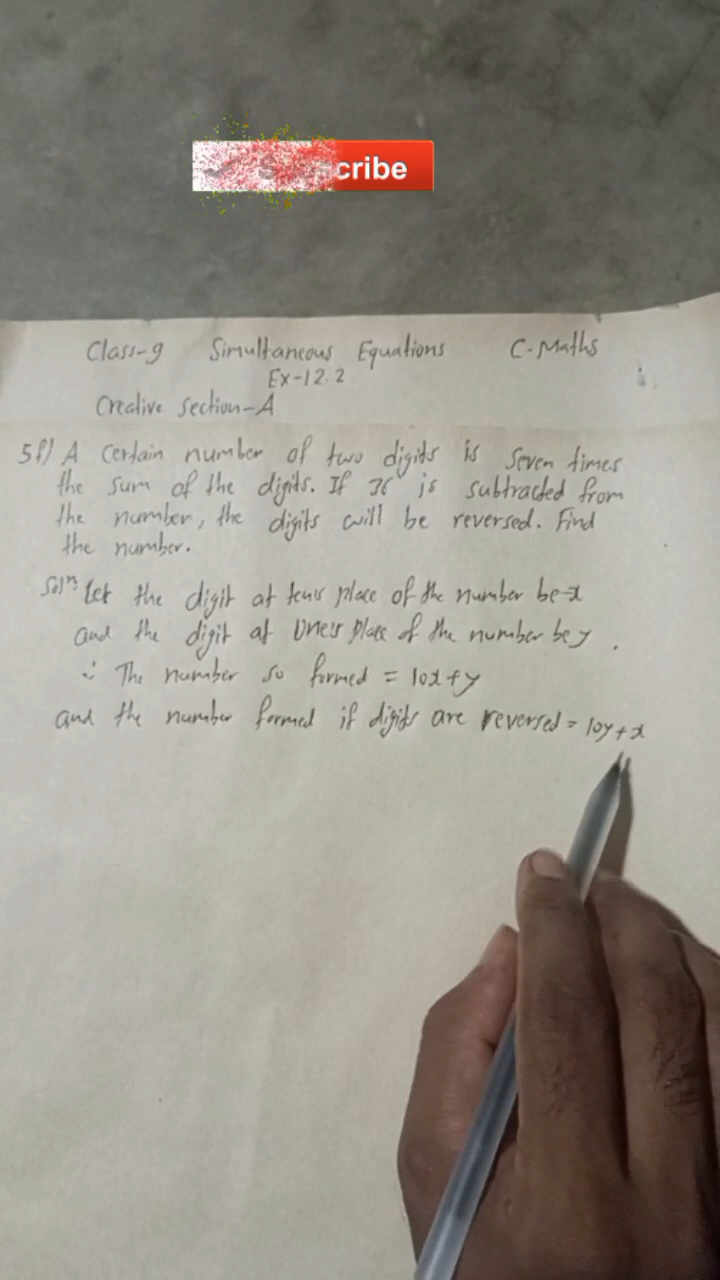 cribe
Class-9 Simultaneous Equations C-Maths
Ex-12.2
Creative section-A
5f) A certain number of two digits is seven times
the sum of the digits. If 36 is subtracted from
the number, the digits will be reversed. Find
the number.
Solⁿ: Let the digit at ten's place of the number be x
and the digit at One's place of the number be y.
∴ The number so formed = 10x+y
and the number formed if digits are reversed = 10y+x